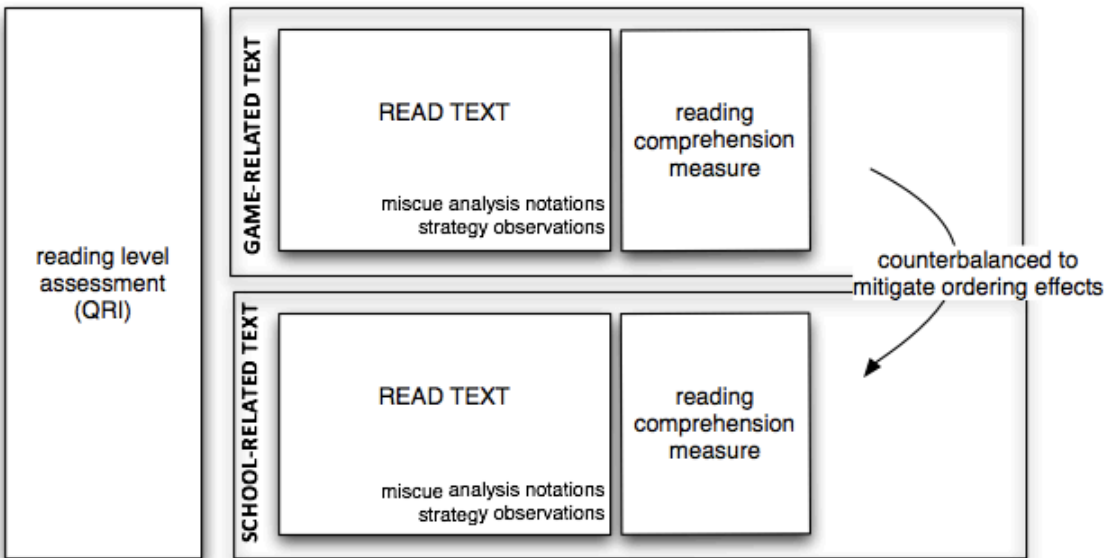 reading level
assessment
(QRI)
GAME-RELATED TEXT
READ TEXT
miscue analysis notations
strategy observations
reading
comprehension
measure
counterbalanced to
mitigate ordering effects
SCHOOL-RELATED TEXT
READ TEXT
miscue analysis notations
strategy observations
reading
comprehension
measure